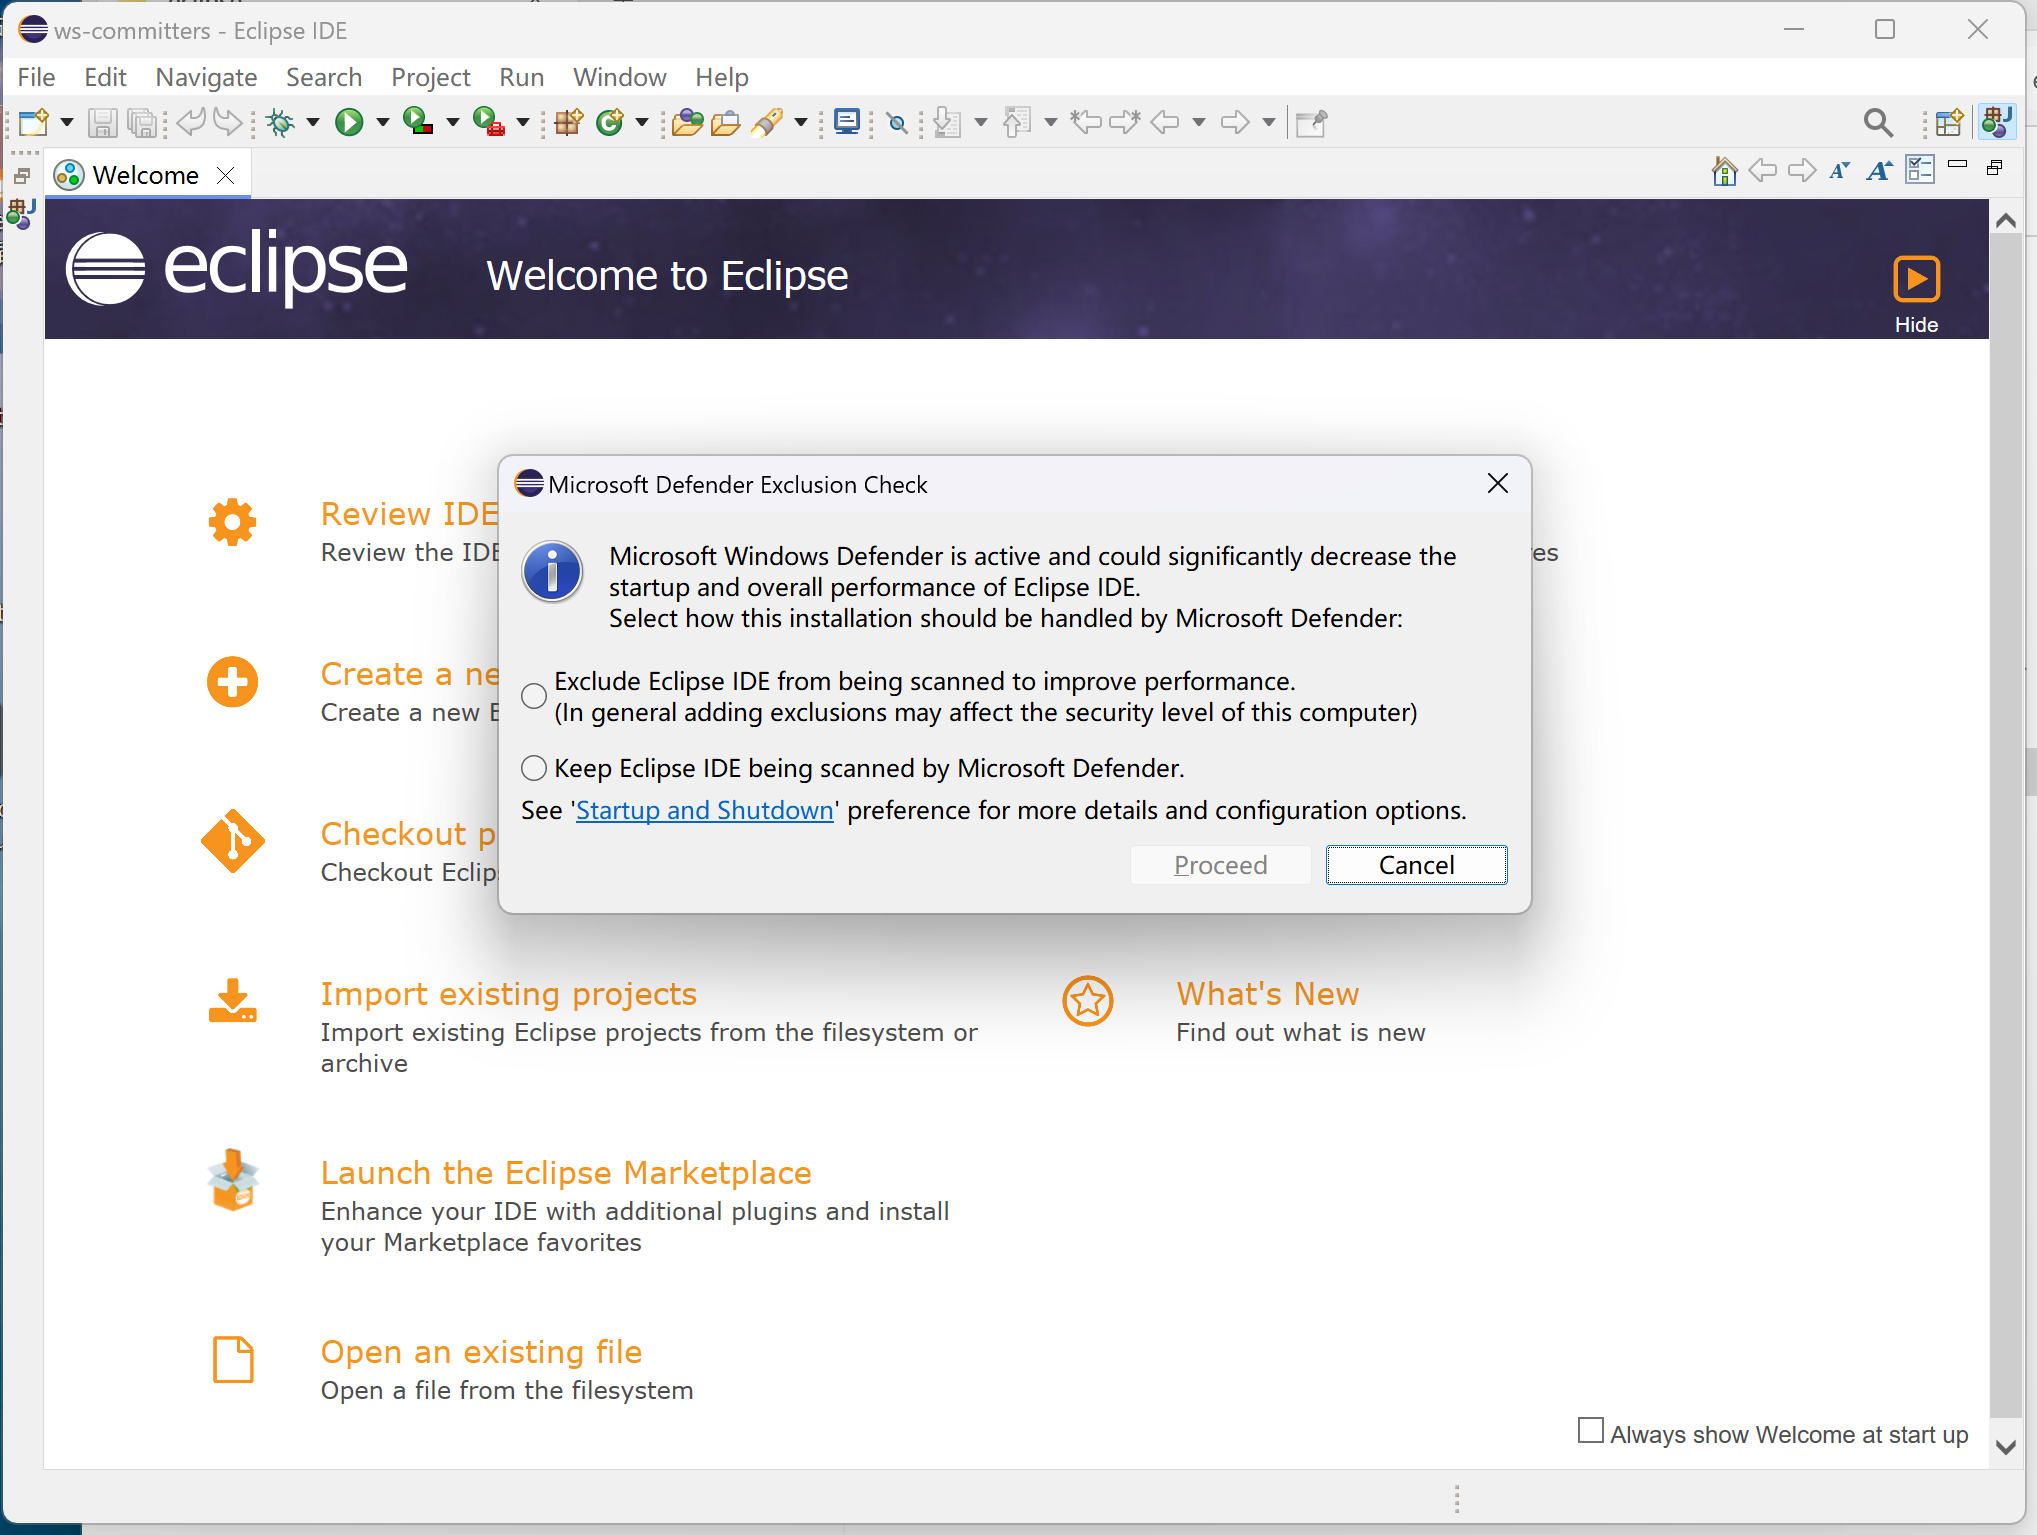 ws-committers - Eclipse IDE
File Edit Navigate Search Project Run Window Help
Welcome
eclipse Welcome to Eclipse
Hide
Microsoft Defender Exclusion Check
Microsoft Windows Defender is active and could significantly decrease the
startup and overall performance of Eclipse IDE.
Select how this installation should be handled by Microsoft Defender:
Exclude Eclipse IDE from being scanned to improve performance.
(In general adding exclusions may affect the security level of this computer)
Keep Eclipse IDE being scanned by Microsoft Defender.
See 'Startup and Shutdown' preference for more details and configuration options.
Proceed Cancel
Review IDE
Review the IDE
Create a
Create a new
Checkout
Checkout
Import existing projects
Import existing Eclipse projects from the filesystem or
archive
What's New
Find out what is new
Launch the Eclipse Marketplace
Enhance your IDE with additional plugins and install
your Marketplace favorites
Open an existing file
Open a file from the filesystem
Always show Welcome at start up